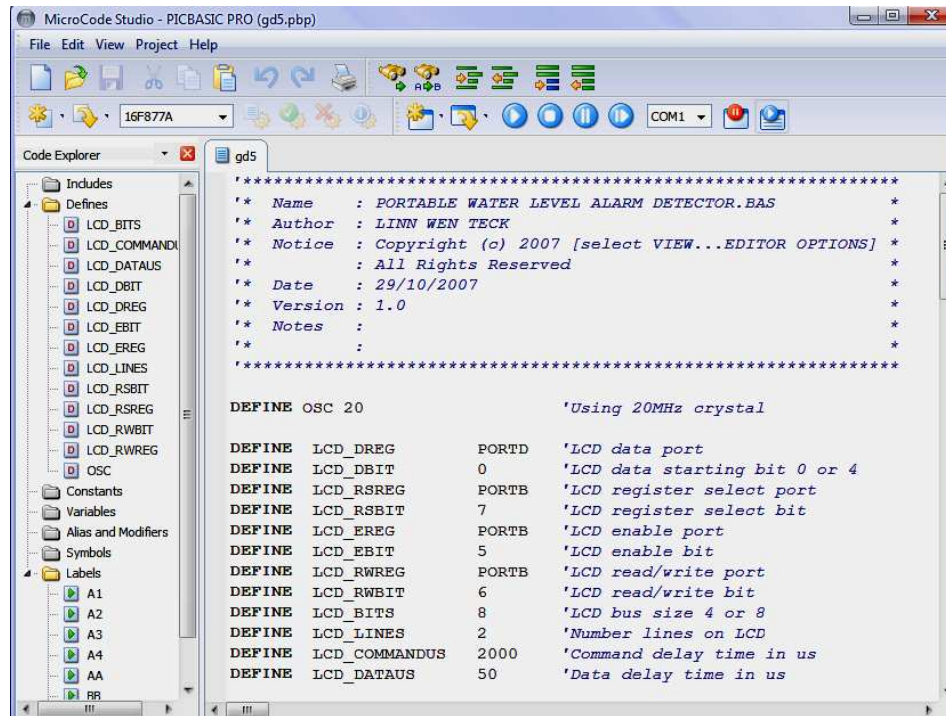 MicroCode Studio - PICBASIC PRO (gd5.pbp)
File Edit View Project Help
A B
16F877A
COM1
Code Explorer
Includes
Defines
LCD_BITS
LCD_COMMANDU
LCD_DATAUS
LCD_DBIT
LCD_DREG
LCD_EBIT
LCD_EREG
LCD_LINES
LCD_RSBIT
LCD_RSREG
LCD_RWBIT
LCD_RWREG
OSC
Constants
Variables
Alias and Modifiers
Symbols
Labels
A1
A2
A3
A4
AA
BB
gd5
'****************************************************************
'* Name : PORTABLE WATER LEVEL ALARM DETECTOR.BAS *
'* Author : LINN WEN TECK *
'* Notice : Copyright (c) 2007 [select VIEW...EDITOR OPTIONS] *
'* : All Rights Reserved *
'* Date : 29/10/2007 *
'* Version : 1.0 *
'* Notes : *
'* : *
'****************************************************************
DEFINE OSC 20 'Using 20MHz crystal
DEFINE LCD_DREG PORTD 'LCD data port
DEFINE LCD_DBIT 0 'LCD data starting bit 0 or 4
DEFINE LCD_RSREG PORTB 'LCD register select port
DEFINE LCD_RSBIT 7 'LCD register select bit
DEFINE LCD_EREG PORTB 'LCD enable port
DEFINE LCD_EBIT 5 'LCD enable bit
DEFINE LCD_RWREG PORTB 'LCD read/write port
DEFINE LCD_RWBIT 6 'LCD read/write bit
DEFINE LCD_BITS 8 'LCD bus size 4 or 8
DEFINE LCD_LINES 2 'Number lines on LCD
DEFINE LCD_COMMANDUS 2000 'Command delay time in us
DEFINE LCD_DATAUS 50 'Data delay time in us